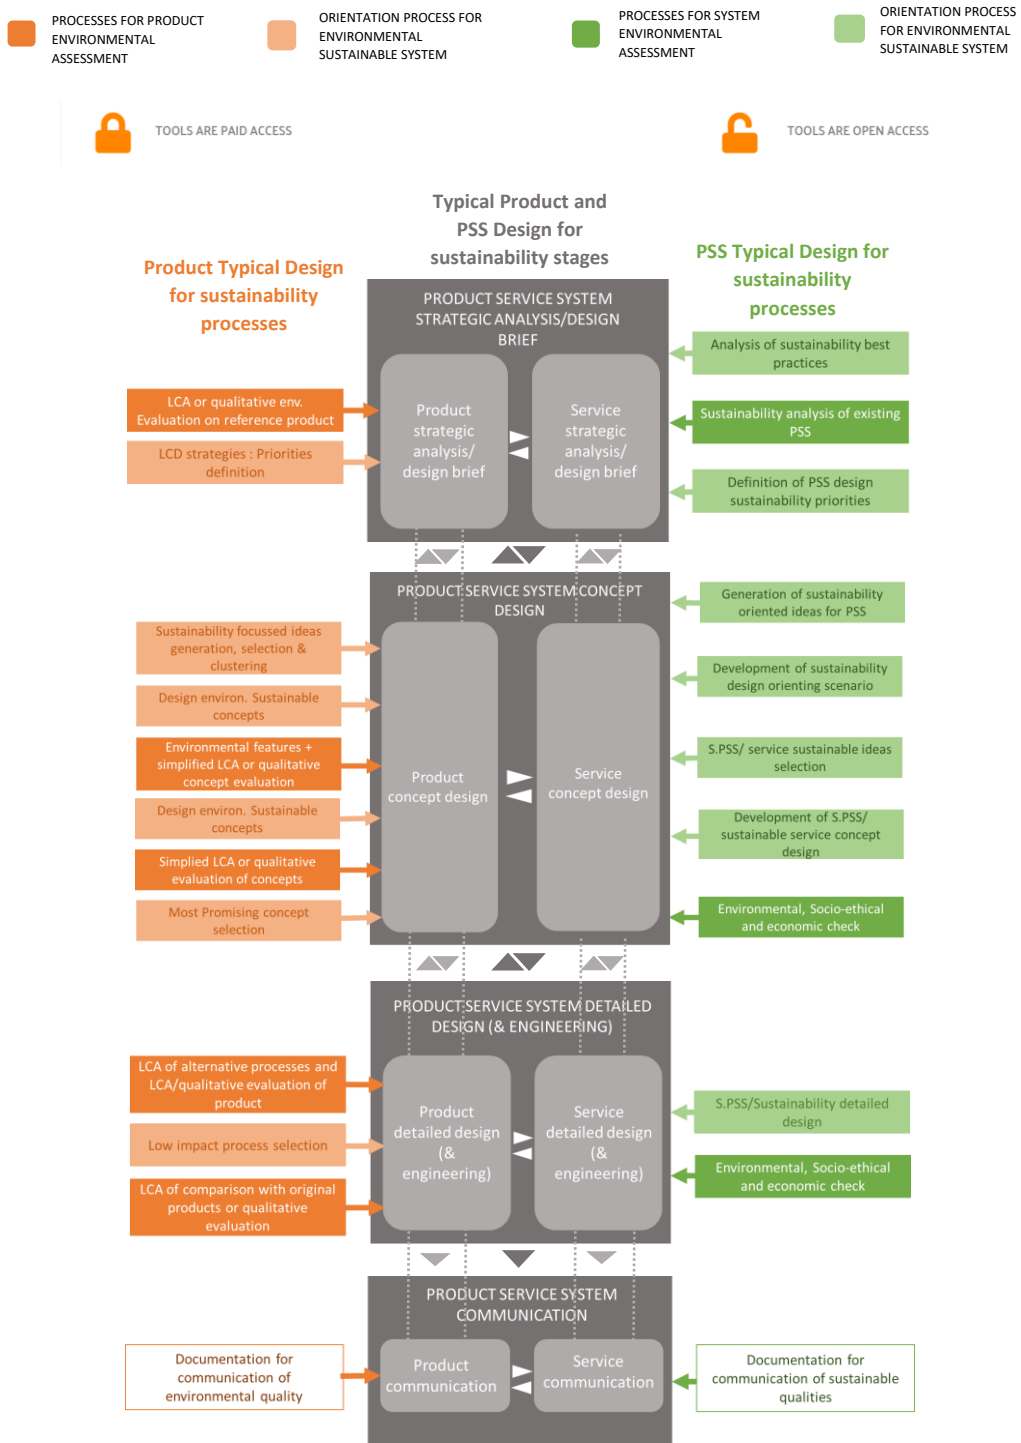 PROCESSES FOR PRODUCT
ENVIRONMENTAL
ASSESSMENT
ORIENTATION PROCESS FOR
ENVIRONMENTAL
SUSTAINABLE SYSTEM
PROCESSES FOR SYSTEM
ENVIRONMENTAL
ASSESSMENT
ORIENTATION PROCESS
FOR ENVIRONMENTAL
SUSTAINABLE SYSTEM
TOOLS ARE PAID ACCESS
TOOLS ARE OPEN ACCESS
Typical Product and
PSS Design for
sustainability stages
Product Typical Design
for sustainability
processes
PSS Typical Design for
sustainability
processes
PRODUCT SERVICE SYSTEM
STRATEGIC ANALYSIS/DESIGN
BRIEF
Product
strategic
analysis/
design brief
Service
strategic
analysis/
design brief
LCA or qualitative env.
Evaluation on reference product
LCD strategies : Priorities
definition
Analysis of sustainability best
practices
Sustainability analysis of existing
PSS
Definition of PSS design
sustainability priorities
PRODUCT SERVICE SYSTEM CONCEPT
DESIGN
Product
concept design
Service
concept design
Sustainability focussed ideas
generation, selection &
clustering
Design environ. Sustainable
concepts
Environmental features +
simplified LCA or qualitative
concept evaluation
Design environ. Sustainable
concepts
Simplied LCA or qualitative
evaluation of concepts
Most Promising concept
selection
Generation of sustainability
oriented ideas for PSS
Development of sustainability
design orienting scenario
S.PSS/ service sustainable ideas
selection
Development of S.PSS/
sustainable service concept
design
Environmental, Socio-ethical
and economic check
PRODUCT SERVICE SYSTEM DETAILED
DESIGN (& ENGINEERING)
Product
detailed design
(&
engineering)
Service
detailed design
(&
engineering)
LCA of alternative processes and
LCA/qualitative evaluation of
product
Low impact process selection
LCA of comparison with original
products or qualitative
evaluation
S.PSS/Sustainability detailed
design
Environmental, Socio-ethical
and economic check
PRODUCT SERVICE SYSTEM
COMMUNICATION
Product
communication
Service
communication
Documentation for
communication of
environmental quality
Documentation for
communication of sustainable
qualities